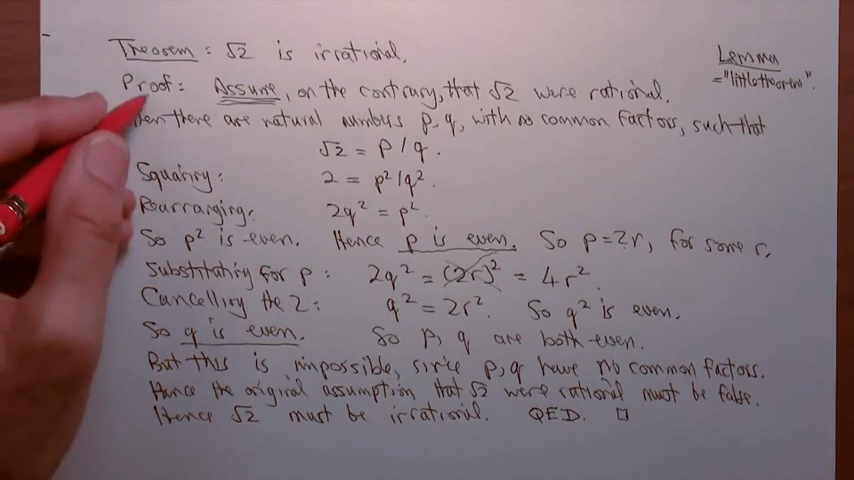 Theorem: √2 is irrational.
Lemma
= "little theorem".
Proof: Assume, on the contrary, that √2 were rational.
there are natural numbers p, q, with no common factors, such that
√2 = p / q.
Squaring: 2 = p²/q².
Rearranging: 2q² = p².
So p² is even. Hence p is even. So p=2r, for some r.
Substituting for p: 2q² = (2r)² = 4r².
Cancelling the 2: q² = 2r². So q² is even.
So q is even. So p, q are both even.
But this is impossible, since p, q have no common factors.
Hence the original assumption that √2 were rational must be false.
Hence √2 must be irrational. QED. □